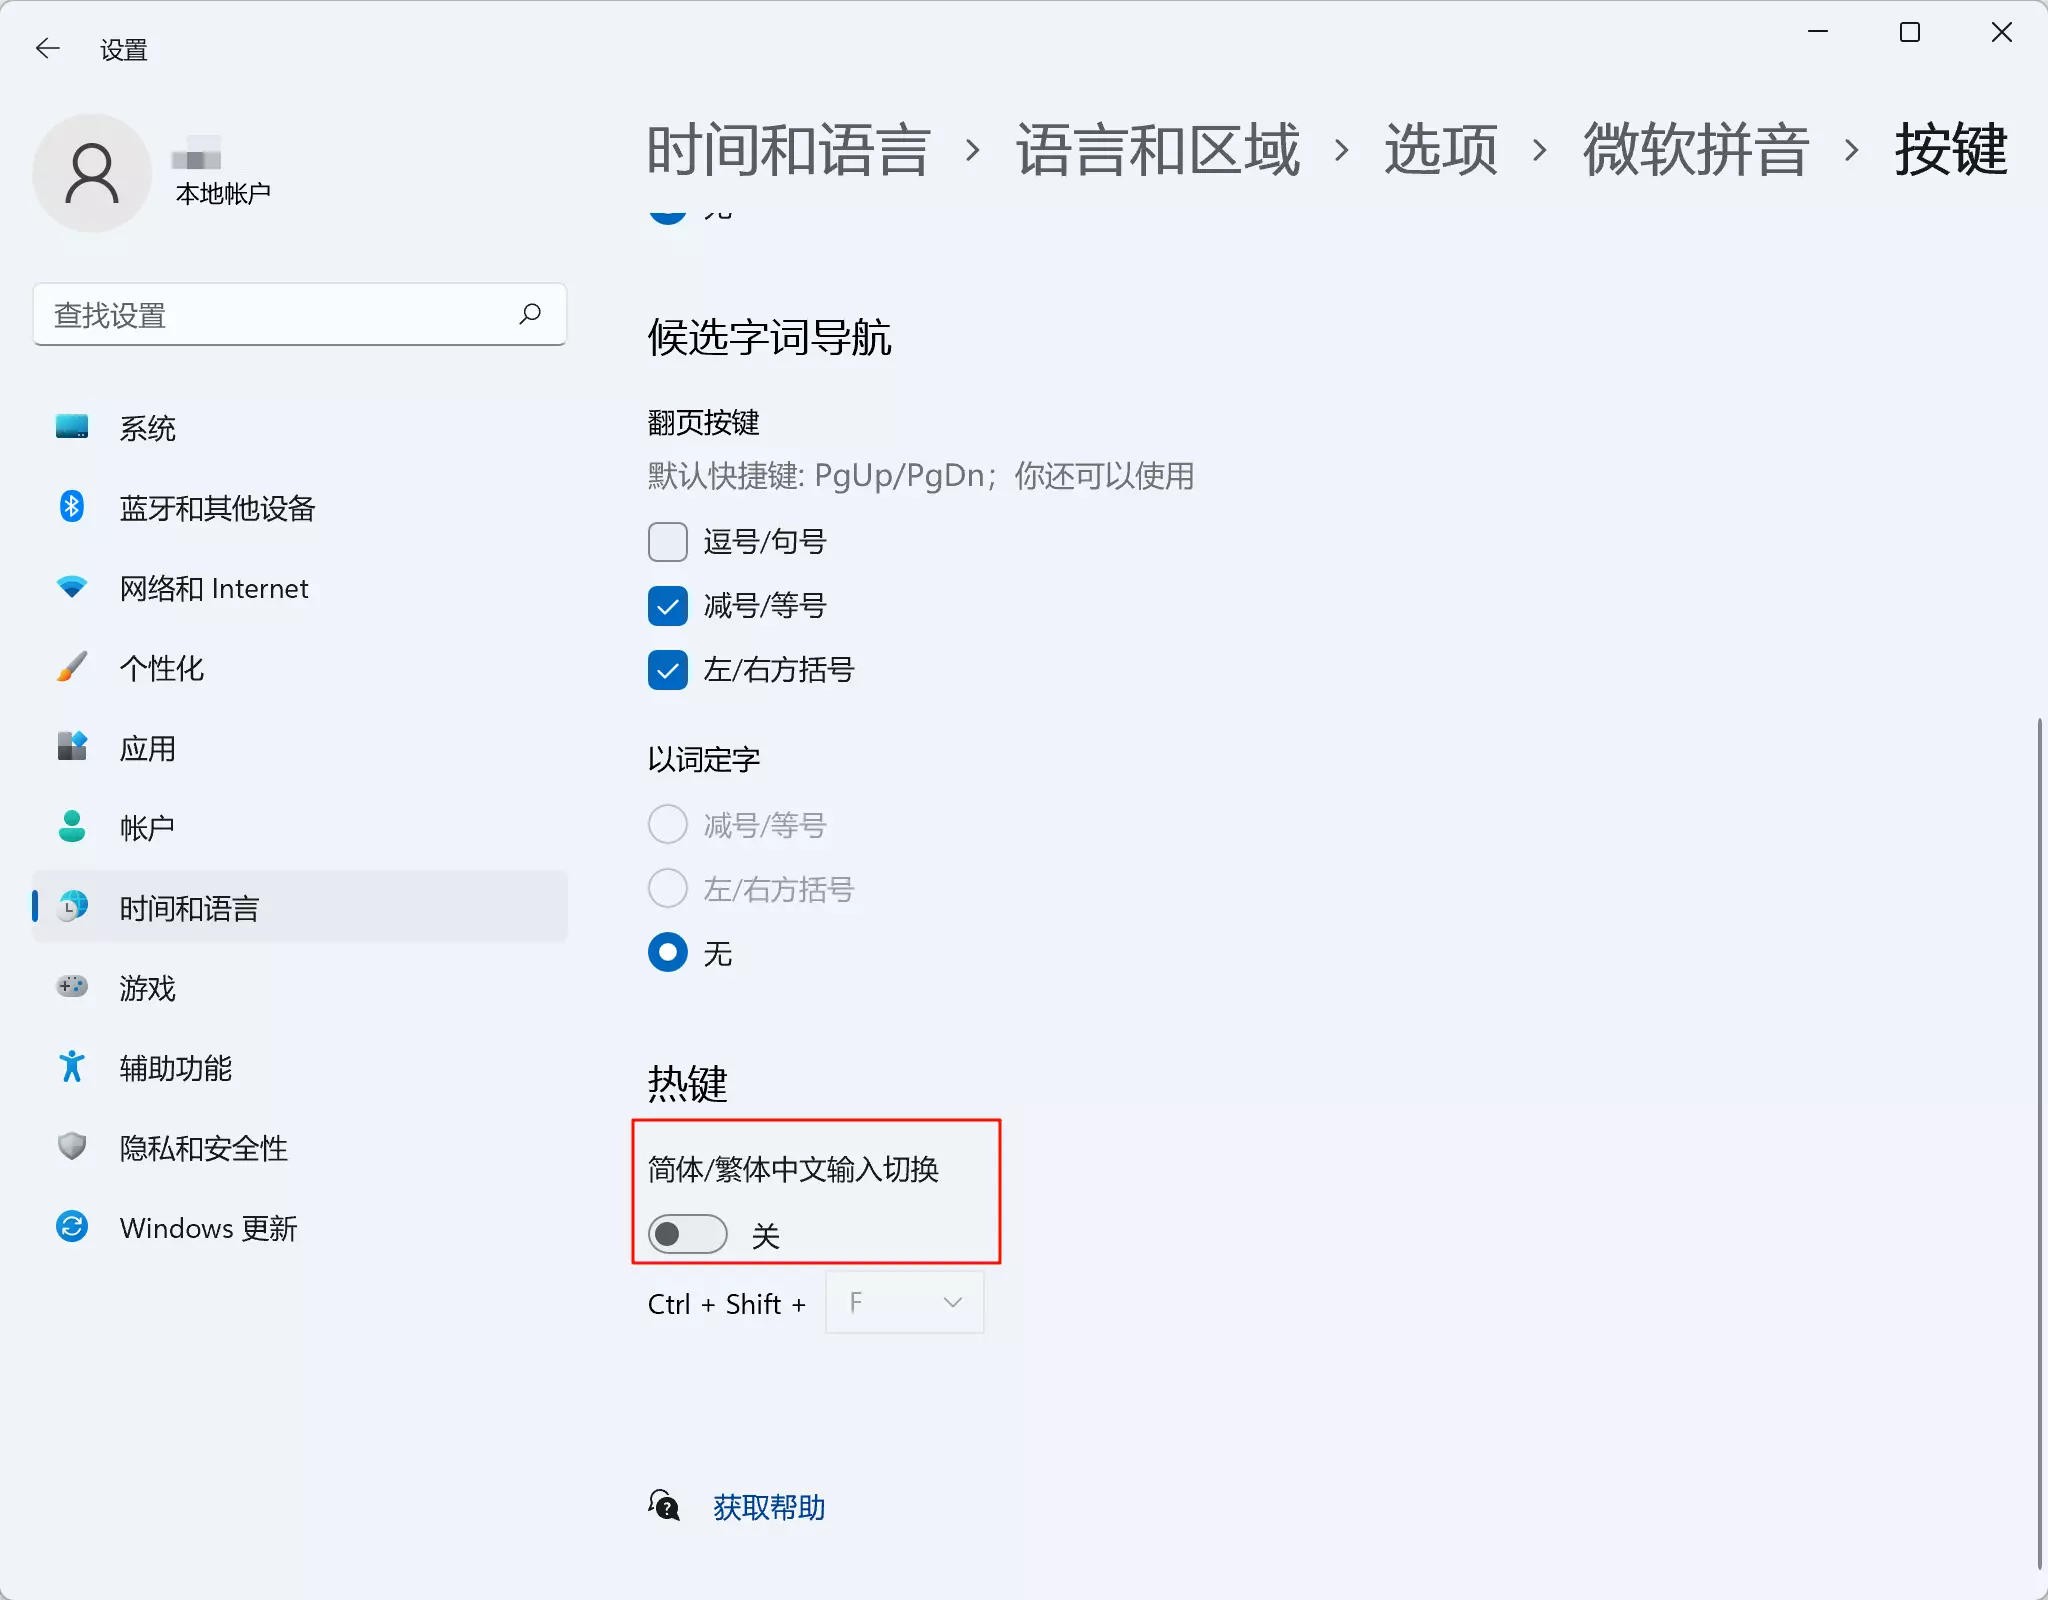 设置
本地帐户
查找设置
系统
蓝牙和其他设备
网络和 Internet
个性化
应用
帐户
时间和语言
游戏
辅助功能
隐私和安全性
Windows 更新
时间和语言 › 语言和区域 › 选项 › 微软拼音 › 按键
候选字词导航
翻页按键
默认快捷键: PgUp/PgDn；你还可以使用
逗号/句号
减号/等号
左/右方括号
以词定字
减号/等号
左/右方括号
无
热键
简体/繁体中文输入切换
关
Ctrl + Shift + F
获取帮助